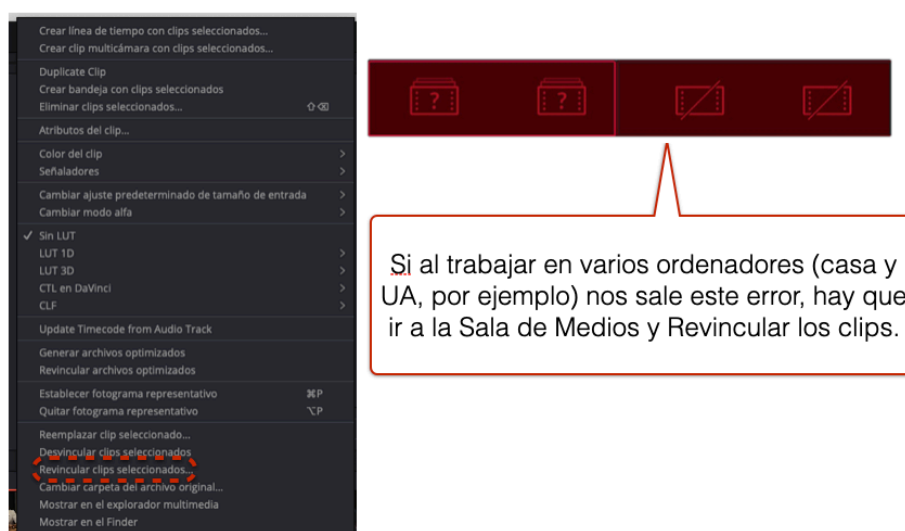 Crear línea de tiempo con clips seleccionados...
Crear clip multicámara con clips seleccionados...
Duplicate Clip
Crear bandeja con clips seleccionados
Eliminar clips seleccionados... ⇧⌫
Atributos del clip...
Color del clip >
Señaladores >
Cambiar ajuste predeterminado de tamaño de entrada >
Cambiar modo alfa >
✓ Sin LUT
LUT 1D >
LUT 3D >
CTL en DaVinci >
CLF >
Update Timecode from Audio Track
Generar archivos optimizados
Revincular archivos optimizados
Establecer fotograma representativo ⌘P
Quitar fotograma representativo ⌥P
Reemplazar clip seleccionado...
Desvincular clips seleccionados
Revincular clips seleccionados...
Cambiar carpeta del archivo original...
Mostrar en el explorador multimedia
Mostrar en el Finder
? ?
Si al trabajar en varios ordenadores (casa y
UA, por ejemplo) nos sale este error, hay que
ir a la Sala de Medios y Revincular los clips.